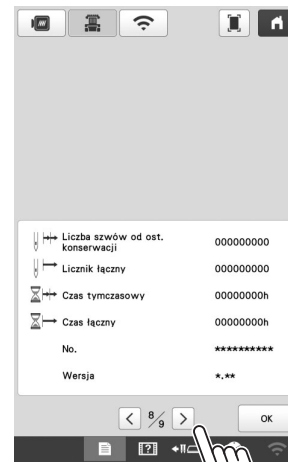 Liczba szwów od ost.
konserwacji 000000000
Licznik łączny 000000000
Czas tymczasowy 00000000h
Czas łączny 00000000h
No. **********
Wersja *.**
< 8/9 > OK